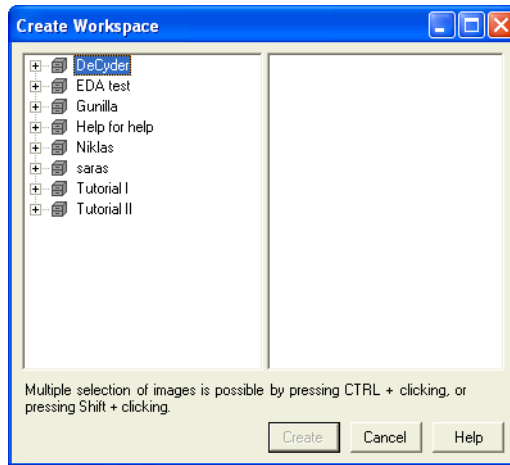 Create Workspace
DeCyder
EDA test
Gunilla
Help for help
Niklas
saras
Tutorial I
Tutorial II
Multiple selection of images is possible by pressing CTRL + clicking, or
pressing Shift + clicking.
Create Cancel Help